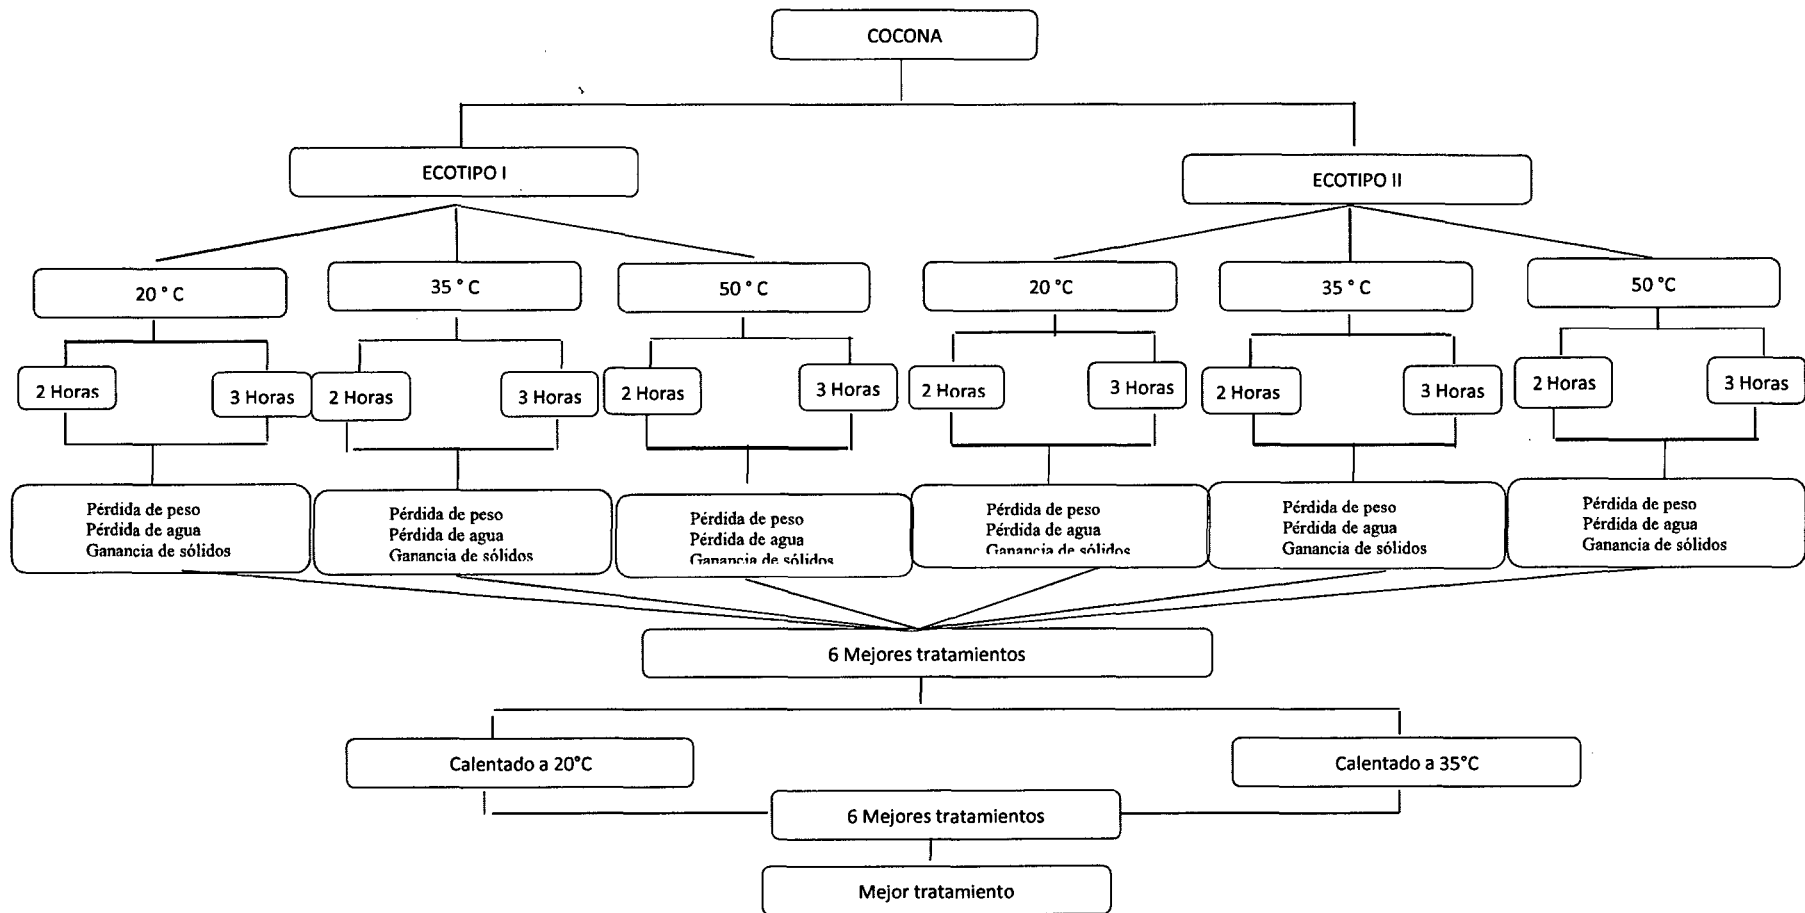 COCONA
ECOTIPO I
ECOTIPO II
20 ° C
35 ° C
50 ° C
20 °C
35 ° C
50 °C
2 Horas
3 Horas
2 Horas
3 Horas
2 Horas
3 Horas
2 Horas
3 Horas
2 Horas
3 Horas
2 Horas
3 Horas
Pérdida de peso
Pérdida de agua
Ganancia de sólidos
Pérdida de peso
Pérdida de agua
Ganancia de sólidos
Pérdida de peso
Pérdida de agua
Ganancia de sólidos
Pérdida de peso
Pérdida de agua
Ganancia de sólidos
Pérdida de peso
Pérdida de agua
Ganancia de sólidos
Pérdida de peso
Pérdida de agua
Ganancia de sólidos
6 Mejores tratamientos
Calentado a 20°C
Calentado a 35°C
6 Mejores tratamientos
Mejor tratamiento